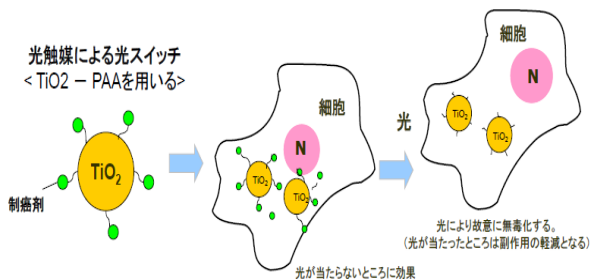 光触媒による光スイッチ
< TiO2 － PAAを用いる>
TiO2
制癌剤
細胞
N
TiO2
TiO2
光が当たらないところに効果
光
細胞
N
TiO2
TiO2
光により故意に無毒化する。
(光が当たったところは副作用の軽減となる)